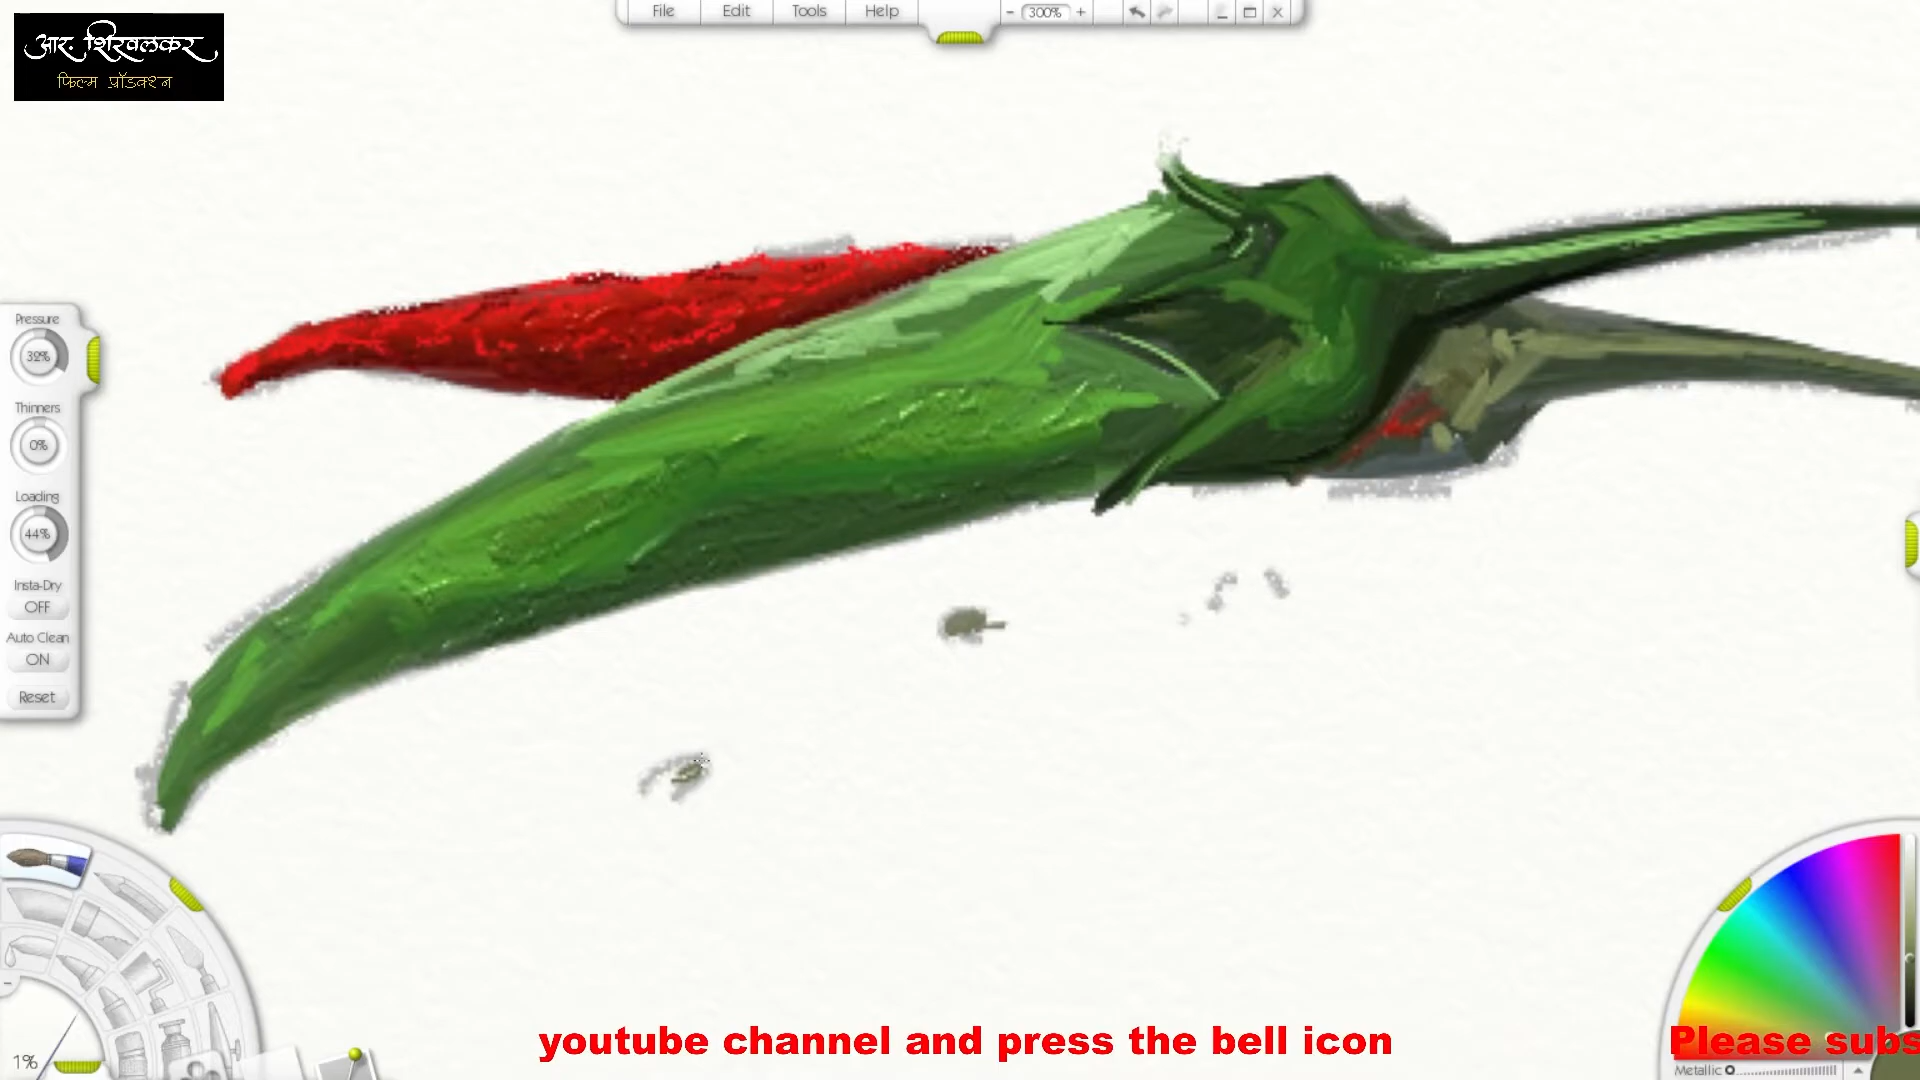 आर. शिरवलकर
फिल्म प्रॉडक्शन
File Edit Tools Help
- 300% +
Pressure
39%
Thinners
0%
Loading
44%
Insta-Dry
OFF
Auto Clean
ON
Reset
1%
youtube channel and press the bell icon
Please subs
Metallic